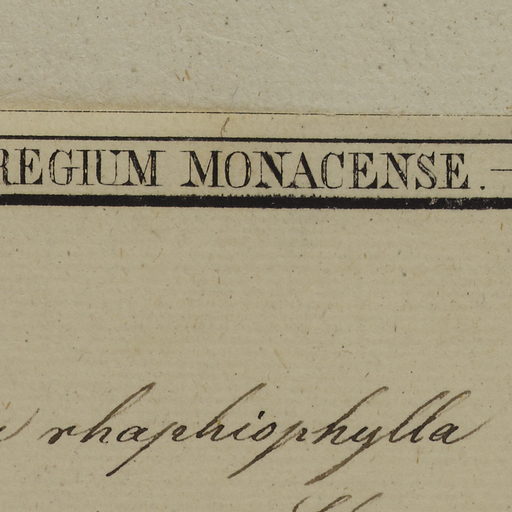 REGIUM MONACENSE. —
rhaphiophylla